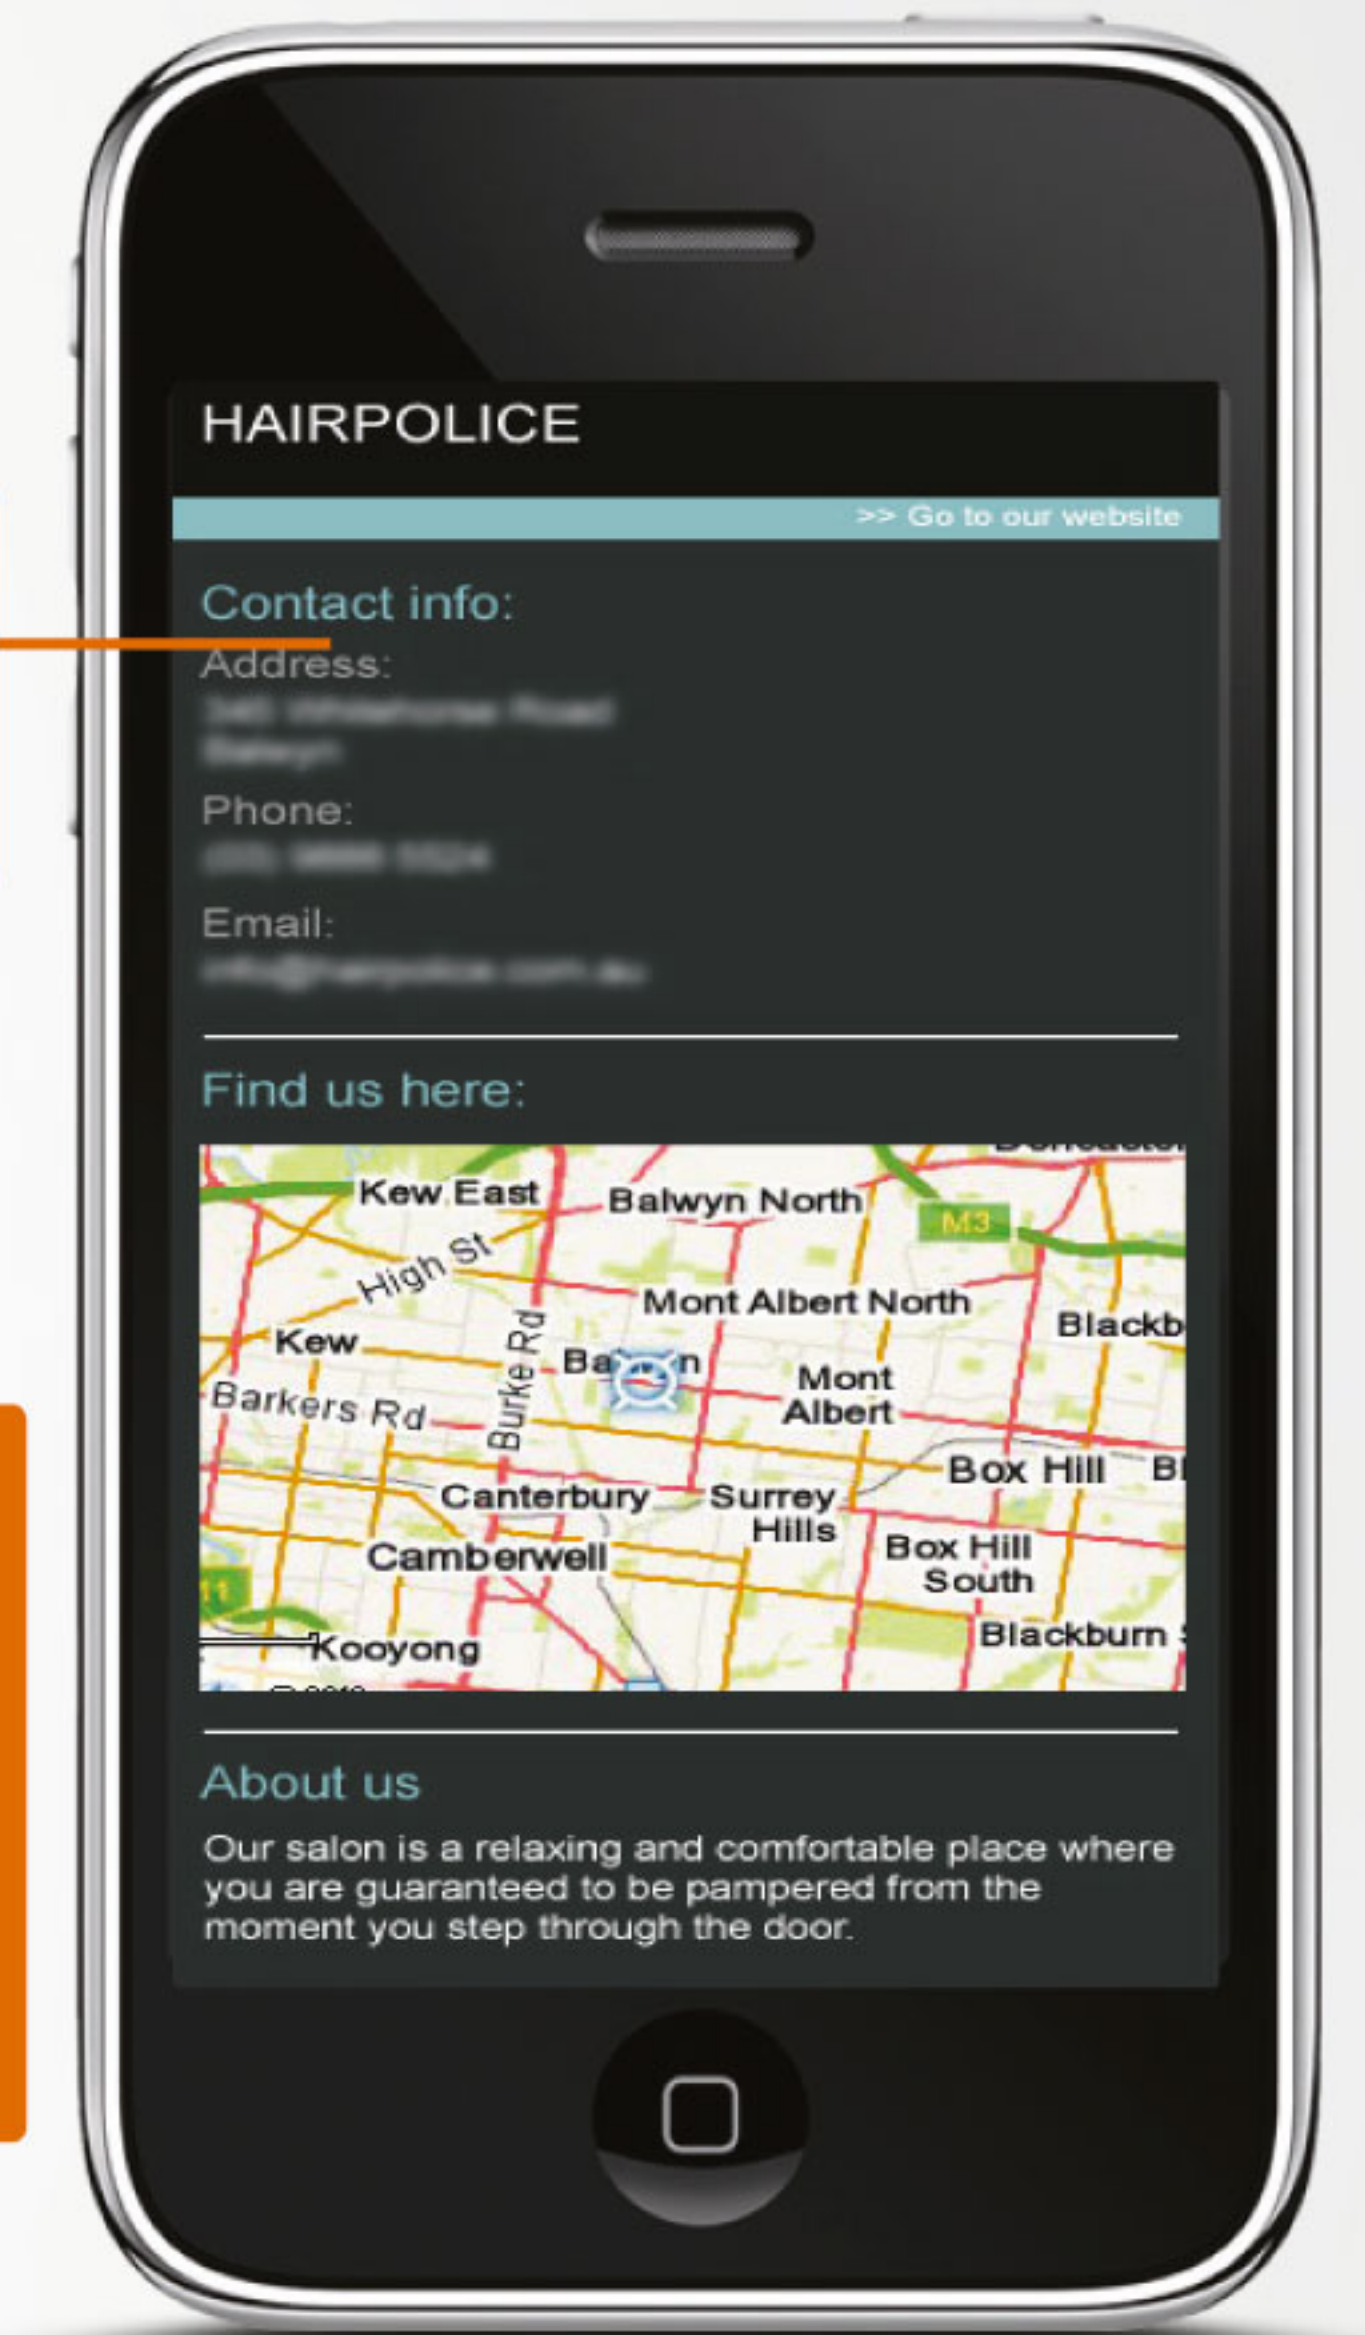 HAIRPOLICE
>> Go to our website
Contact info:
Address:
Phone:
Email:
Find us here:
Kew East
Balwyn North
M3
High St
Mont Albert North
Blackb
Kew
Burke Rd
Mont
Albert
Barkers Rd
Box Hill
Canterbury
Surrey
Hills
Camberwell
Box Hill
South
Blackburn
Kooyong
About us
Our salon is a relaxing and comfortable place where
you are guaranteed to be pampered from the
moment you step through the door.